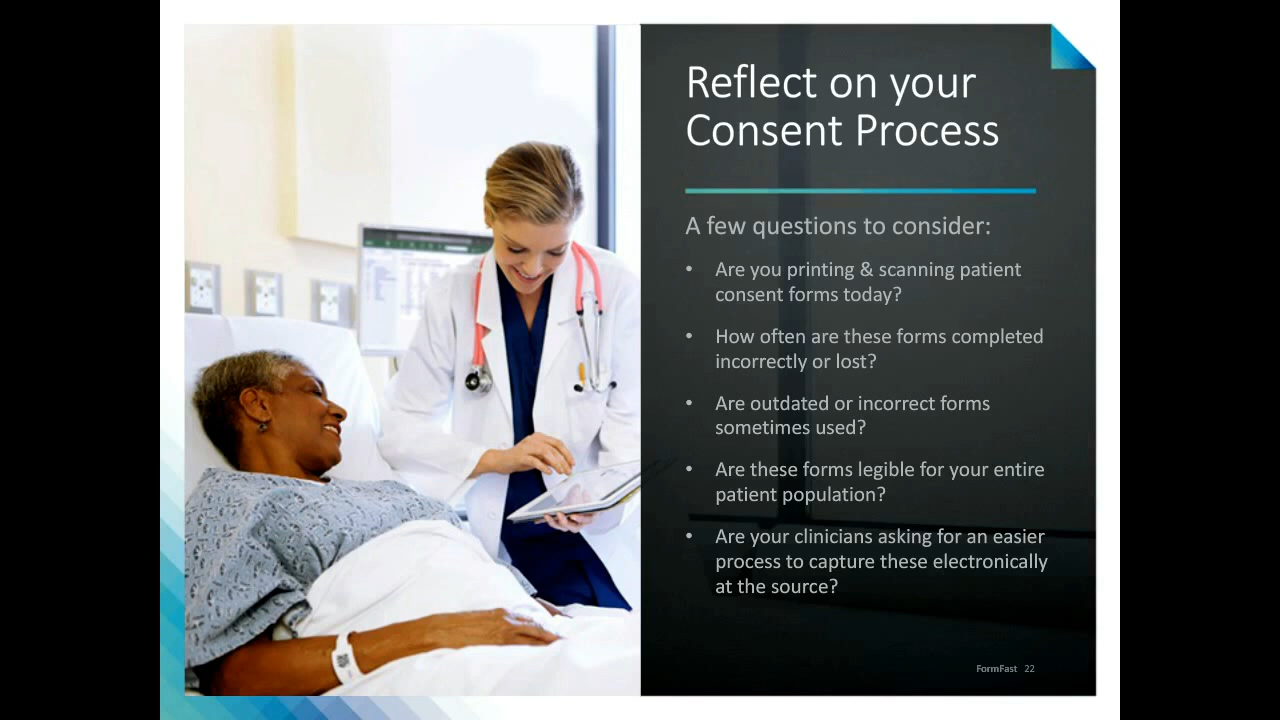 Reflect on your
Consent Process
A few questions to consider:
• Are you printing & scanning patient
consent forms today?
• How often are these forms completed
incorrectly or lost?
• Are outdated or incorrect forms
sometimes used?
• Are these forms legible for your entire
patient population?
• Are your clinicians asking for an easier
process to capture these electronically
at the source?
FormFast 22